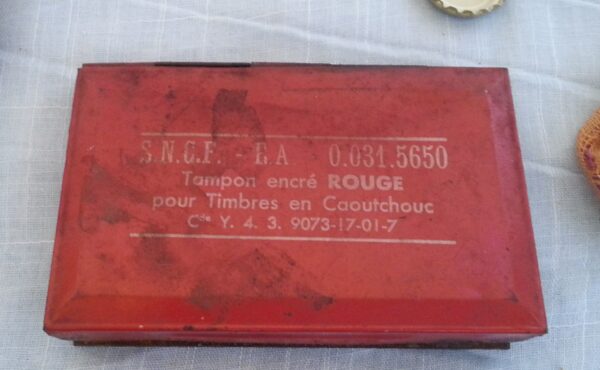 S.N.C.F. - E.A 0.031.5650
Tampon encré ROUGE
pour Timbres en Caoutchouc
Cde Y. 4. 3. 9073-17-01-7